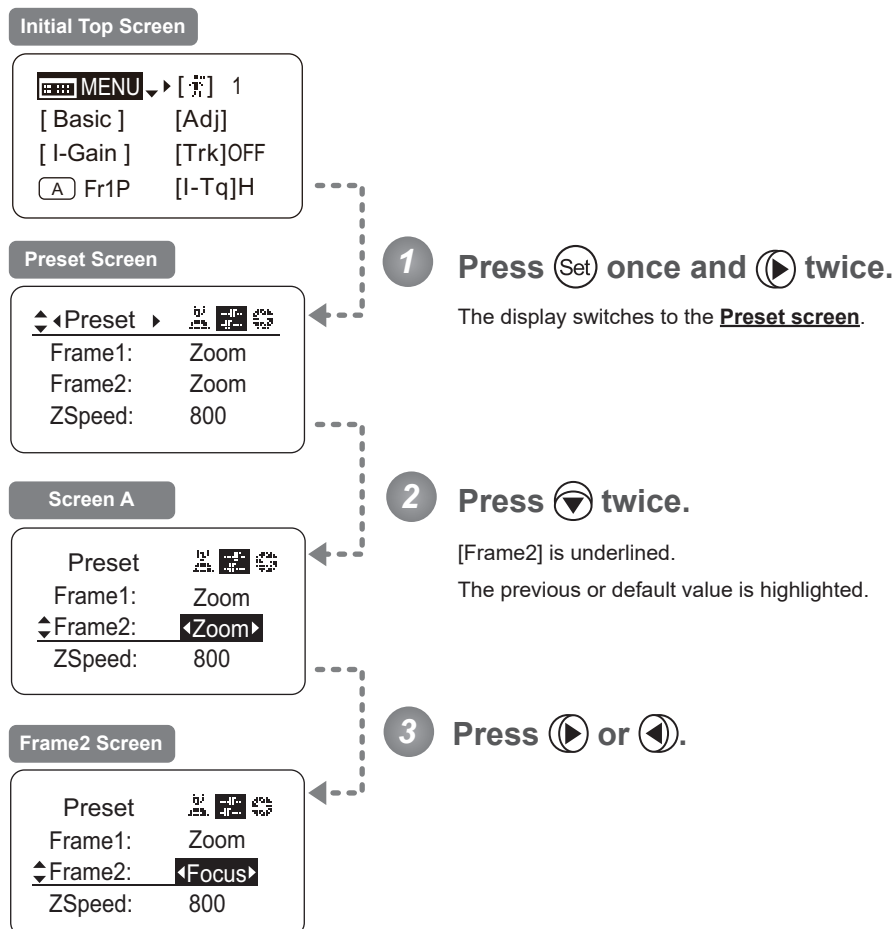 Initial Top Screen
MENU [ ] 1
[ Basic ] [Adj]
[ I-Gain ] [Trk]OFF
A Fr1P [I-Tq]H
Preset Screen
Preset
Frame1: Zoom
Frame2: Zoom
ZSpeed: 800
1 Press Set once and twice.
The display switches to the Preset screen.
Screen A
Preset
Frame1: Zoom
Frame2: Zoom
ZSpeed: 800
2 Press twice.
[Frame2] is underlined.
The previous or default value is highlighted.
Frame2 Screen
Preset
Frame1: Zoom
Frame2: Focus
ZSpeed: 800
3 Press or .